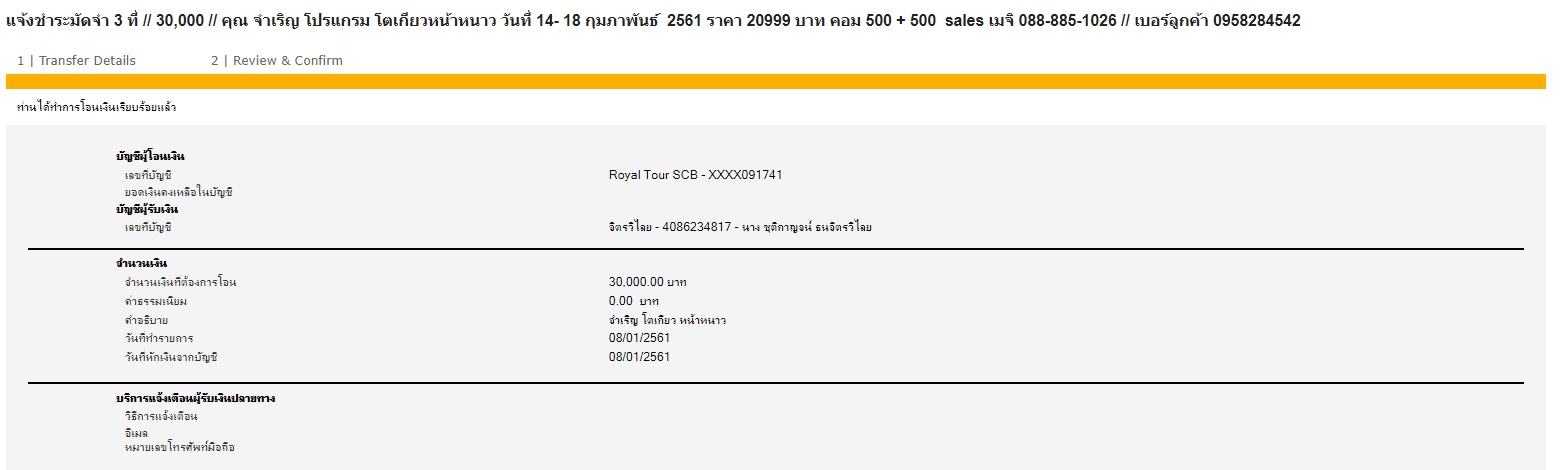 แจ้งชำระมัดจำ 3 ที่ // 30,000 // คุณ จำเริญ โปรแกรม โตเกียวหน้าหนาว วันที่ 14- 18 กุมภาพันธ์ 2561 ราคา 20999 บาท คอม 500 + 500 sales เมจิ 088-885-1026 // เบอร์ลูกค้า 0958284542
1 | Transfer Details 2 | Review & Confirm
ท่านได้ทำการโอนเงินเรียบร้อยแล้ว
บัญชีผู้โอนเงิน
เลขที่บัญชี Royal Tour SCB - XXXX091741
ยอดเงินคงเหลือในบัญชี
บัญชีผู้รับเงิน
เลขที่บัญชี จิตรวิไลย - 4086234817 - นาง ชุติกาญจน์ ธนจิตรวิไลย
จำนวนเงิน
จำนวนเงินที่ต้องการโอน 30,000.00 บาท
ค่าธรรมเนียม 0.00 บาท
คำอธิบาย จำเริญ โตเกียว หน้าหนาว
วันที่ทำรายการ 08/01/2561
วันที่หักเงินจากบัญชี 08/01/2561
บริการแจ้งเตือนผู้รับเงินปลายทาง
วิธีการแจ้งเตือน
อีเมล
หมายเลขโทรศัพท์มือถือ